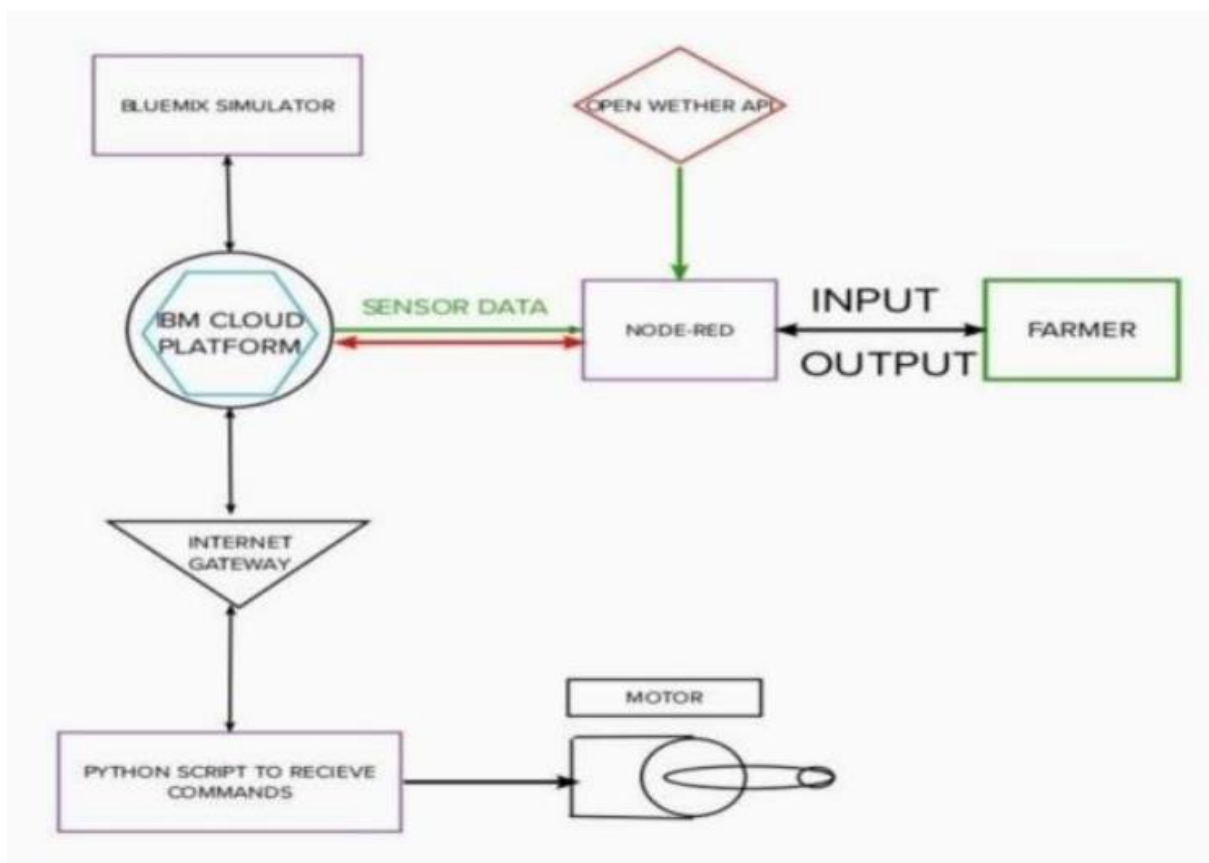 BLUEMIX SIMULATOR
OPEN WETHER API
IBM CLOUD
PLATFORM
SENSOR DATA
NODE-RED
INPUT
OUTPUT
FARMER
INTERNET
GATEWAY
MOTOR
PYTHON SCRIPT TO RECIEVE
COMMANDS